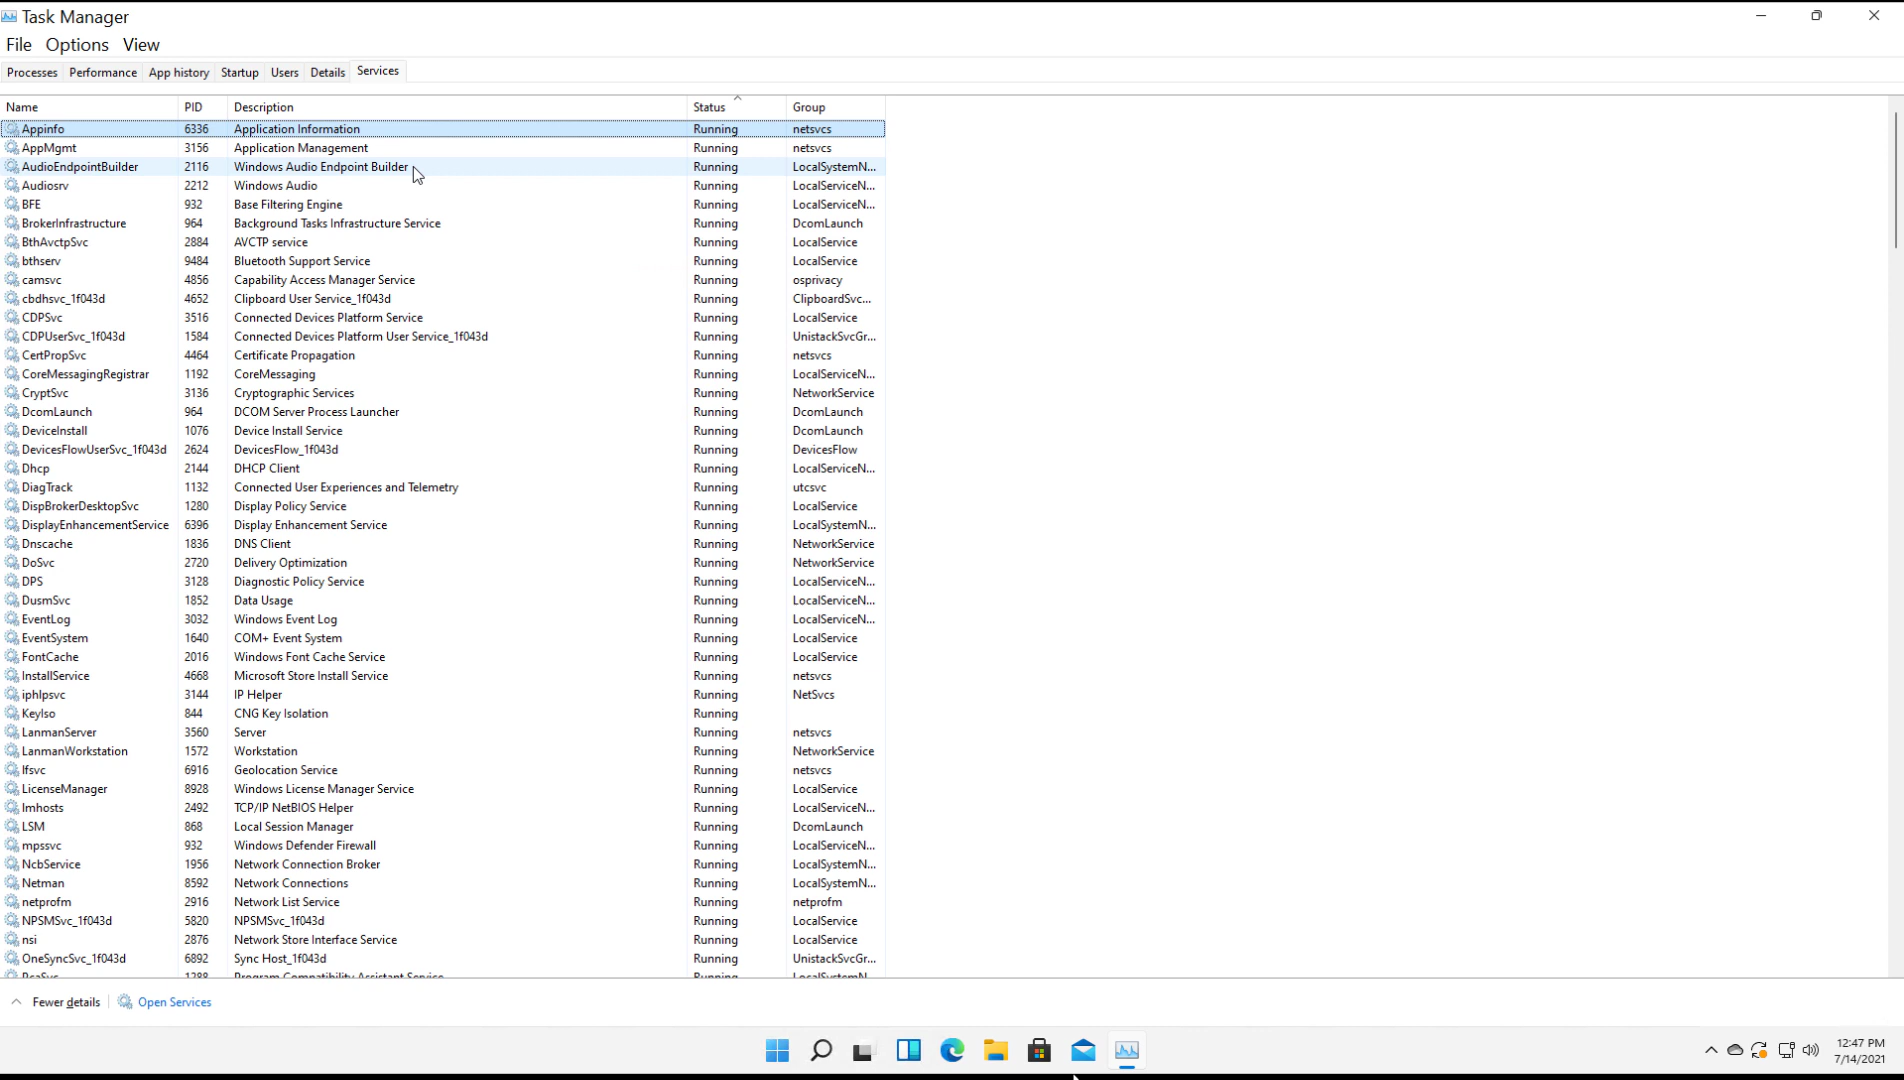 Task Manager
File Options View
Processes Performance App history Startup Users Details Services
Name PID Description Status Group
Appinfo 6336 Application Information Running netsvcs
AppMgmt 3156 Application Management Running netsvcs
AudioEndpointBuilder 2116 Windows Audio Endpoint Builder Running LocalSystemN...
Audiosrv 2212 Windows Audio Running LocalServiceN...
BFE 932 Base Filtering Engine Running LocalServiceN...
BrokerInfrastructure 964 Background Tasks Infrastructure Service Running DcomLaunch
BthAvctpSvc 2884 AVCTP service Running LocalService
bthserv 9484 Bluetooth Support Service Running LocalService
camsvc 4856 Capability Access Manager Service Running osprivacy
cbdhsvc_1f043d 4652 Clipboard User Service_1f043d Running ClipboardSvc...
CDPSvc 3516 Connected Devices Platform Service Running LocalService
CDPUserSvc_1f043d 1584 Connected Devices Platform User Service_1f043d Running UnistackSvcGr...
CertPropSvc 4464 Certificate Propagation Running netsvcs
CoreMessagingRegistrar 1192 CoreMessaging Running LocalServiceN...
CryptSvc 3136 Cryptographic Services Running NetworkService
DcomLaunch 964 DCOM Server Process Launcher Running DcomLaunch
DeviceInstall 1076 Device Install Service Running DcomLaunch
DevicesFlowUserSvc_1f043d 2624 DevicesFlow_1f043d Running DevicesFlow
Dhcp 2144 DHCP Client Running LocalServiceN...
DiagTrack 1132 Connected User Experiences and Telemetry Running utcsvc
DispBrokerDesktopSvc 1280 Display Policy Service Running LocalService
DisplayEnhancementService 6396 Display Enhancement Service Running LocalSystemN...
Dnscache 1836 DNS Client Running NetworkService
DoSvc 2720 Delivery Optimization Running NetworkService
DPS 3128 Diagnostic Policy Service Running LocalServiceN...
DusmSvc 1852 Data Usage Running LocalServiceN...
EventLog 3032 Windows Event Log Running LocalServiceN...
EventSystem 1640 COM+ Event System Running LocalService
FontCache 2016 Windows Font Cache Service Running LocalService
InstallService 4668 Microsoft Store Install Service Running netsvcs
iphlpsvc 3144 IP Helper Running NetSvcs
KeyIso 844 CNG Key Isolation Running
LanmanServer 3560 Server Running netsvcs
LanmanWorkstation 1572 Workstation Running NetworkService
lfsvc 6916 Geolocation Service Running netsvcs
LicenseManager 8928 Windows License Manager Service Running LocalService
lmhosts 2492 TCP/IP NetBIOS Helper Running LocalServiceN...
LSM 868 Local Session Manager Running DcomLaunch
mpssvc 932 Windows Defender Firewall Running LocalServiceN...
NcbService 1956 Network Connection Broker Running LocalSystemN...
Netman 8592 Network Connections Running LocalSystemN...
netprofm 2916 Network List Service Running netprofm
NPSMSvc_1f043d 5820 NPSMSvc_1f043d Running LocalService
nsi 2876 Network Store Interface Service Running LocalService
OneSyncSvc_1f043d 6892 Sync Host_1f043d Running UnistackSvcGr...
PcaSvc 1288 Program Compatibility Assistant Service Running LocalSystemN...
Fewer details Open Services
12:47 PM
7/14/2021